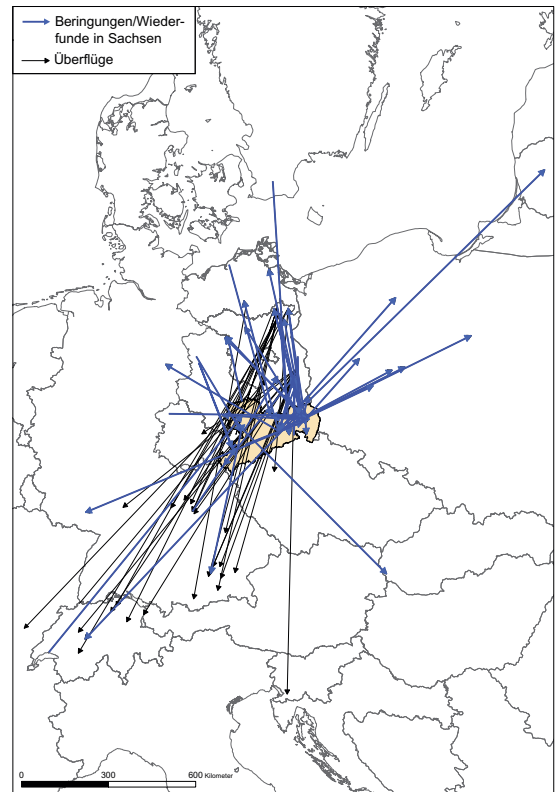 Beringungen/Wieder-
funde in Sachsen
Überflüge
0 300 600 Kilometer